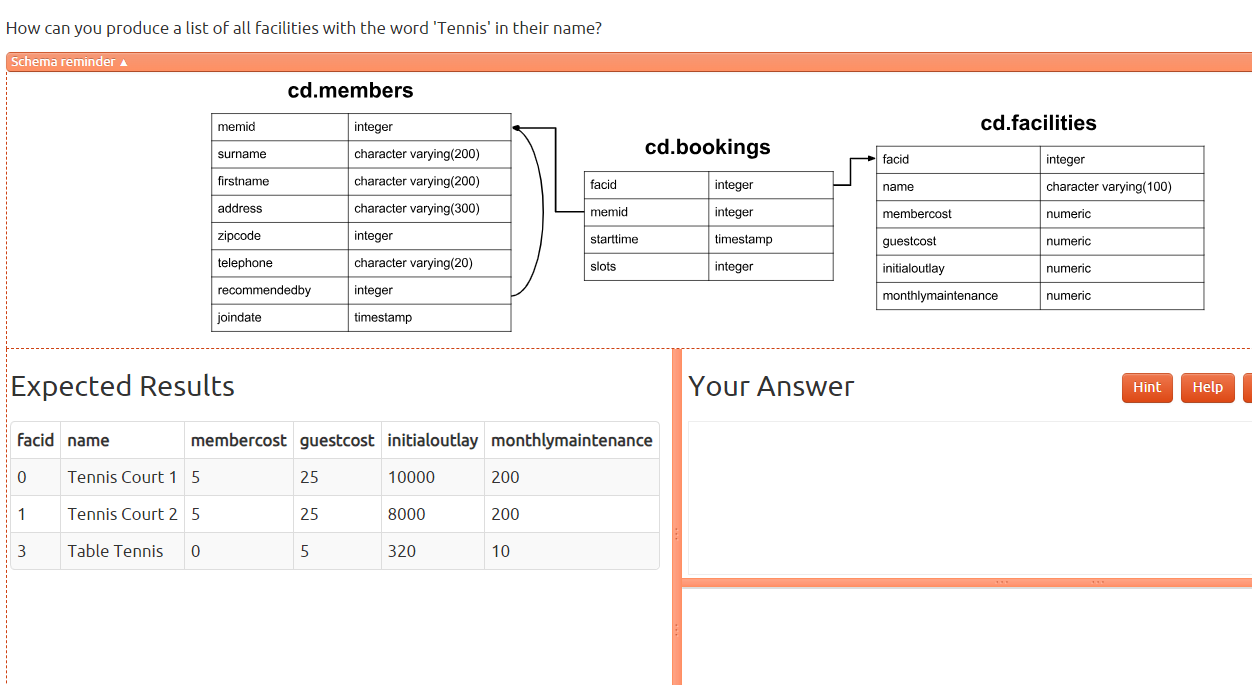 How can you produce a list of all facilities with the word 'Tennis' in their name?
Schema reminder ▲
cd.members
memid integer
surname character varying(200)
firstname character varying(200)
address character varying(300)
zipcode integer
telephone character varying(20)
recommendedby integer
joindate timestamp
cd.bookings
facid integer
memid integer
starttime timestamp
slots integer
cd.facilities
facid integer
name character varying(100)
membercost numeric
guestcost numeric
initialoutlay numeric
monthlymaintenance numeric
Expected Results
facid name membercost guestcost initialoutlay monthlymaintenance
0 Tennis Court 1 5 25 10000 200
1 Tennis Court 2 5 25 8000 200
3 Table Tennis 0 5 320 10
Your Answer
Hint Help